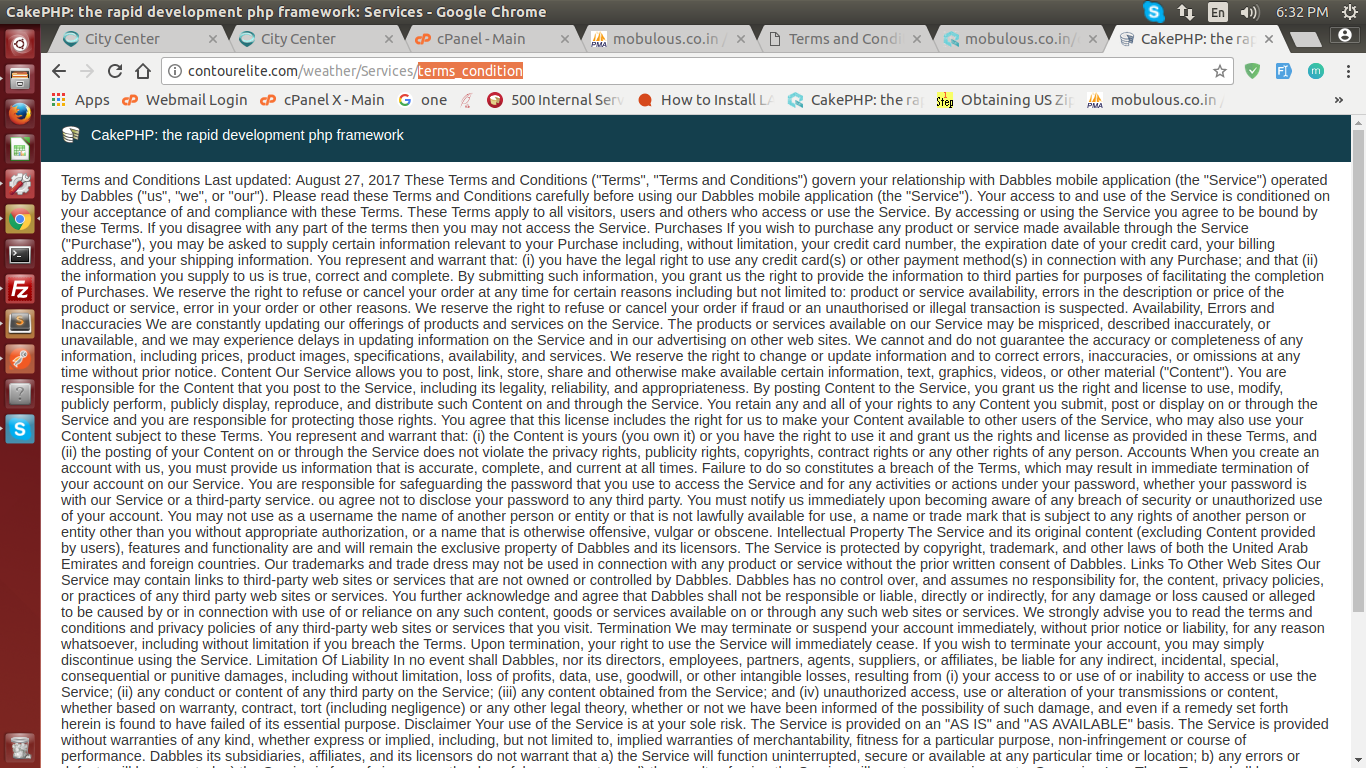 CakePHP: the rapid development php framework: Services - Google Chrome
En
6:32 PM
City Center
City Center
cPanel - Main
mobulous.co.in /
Terms and Condi
mobulous.co.in/
CakePHP: the ra
contourelite.com/weather/Services/terms_condition
Apps
Webmail Login
cPanel X - Main
one
500 Internal Serv
How to Install LA
CakePHP: the ra
Obtaining US Zip
mobulous.co.in /
CakePHP: the rapid development php framework
Terms and Conditions Last updated: August 27, 2017 These Terms and Conditions ("Terms", "Terms and Conditions") govern your relationship with Dabbles mobile application (the "Service") operated
by Dabbles ("us", "we", or "our"). Please read these Terms and Conditions carefully before using our Dabbles mobile application (the "Service"). Your access to and use of the Service is conditioned on
your acceptance of and compliance with these Terms. These Terms apply to all visitors, users and others who access or use the Service. By accessing or using the Service you agree to be bound by
these Terms. If you disagree with any part of the terms then you may not access the Service. Purchases If you wish to purchase any product or service made available through the Service
("Purchase"), you may be asked to supply certain information relevant to your Purchase including, without limitation, your credit card number, the expiration date of your credit card, your billing
address, and your shipping information. You represent and warrant that: (i) you have the legal right to use any credit card(s) or other payment method(s) in connection with any Purchase; and that (ii)
the information you supply to us is true, correct and complete. By submitting such information, you grant us the right to provide the information to third parties for purposes of facilitating the completion
of Purchases. We reserve the right to refuse or cancel your order at any time for certain reasons including but not limited to: product or service availability, errors in the description or price of the
product or service, error in your order or other reasons. We reserve the right to refuse or cancel your order if fraud or an unauthorised or illegal transaction is suspected. Availability, Errors and
Inaccuracies We are constantly updating our offerings of products and services on the Service. The products or services available on our Service may be mispriced, described inaccurately, or
unavailable, and we may experience delays in updating information on the Service and in our advertising on other web sites. We cannot and do not guarantee the accuracy or completeness of any
information, including prices, product images, specifications, availability, and services. We reserve the right to change or update information and to correct errors, inaccuracies, or omissions at any
time without prior notice. Content Our Service allows you to post, link, store, share and otherwise make available certain information, text, graphics, videos, or other material ("Content"). You are
responsible for the Content that you post to the Service, including its legality, reliability, and appropriateness. By posting Content to the Service, you grant us the right and license to use, modify,
publicly perform, publicly display, reproduce, and distribute such Content on and through the Service. You retain any and all of your rights to any Content you submit, post or display on or through the
Service and you are responsible for protecting those rights. You agree that this license includes the right for us to make your Content available to other users of the Service, who may also use your
Content subject to these Terms. You represent and warrant that: (i) the Content is yours (you own it) or you have the right to use it and grant us the rights and license as provided in these Terms, and
(ii) the posting of your Content on or through the Service does not violate the privacy rights, publicity rights, copyrights, contract rights or any other rights of any person. Accounts When you create an
account with us, you must provide us information that is accurate, complete, and current at all times. Failure to do so constitutes a breach of the Terms, which may result in immediate termination of
your account on our Service. You are responsible for safeguarding the password that you use to access the Service and for any activities or actions under your password, whether your password is
with our Service or a third-party service. ou agree not to disclose your password to any third party. You must notify us immediately upon becoming aware of any breach of security or unauthorized use
of your account. You may not use as a username the name of another person or entity or that is not lawfully available for use, a name or trade mark that is subject to any rights of another person or
entity other than you without appropriate authorization, or a name that is otherwise offensive, vulgar or obscene. Intellectual Property The Service and its original content (excluding Content provided
by users), features and functionality are and will remain the exclusive property of Dabbles and its licensors. The Service is protected by copyright, trademark, and other laws of both the United Arab
Emirates and foreign countries. Our trademarks and trade dress may not be used in connection with any product or service without the prior written consent of Dabbles. Links To Other Web Sites Our
Service may contain links to third-party web sites or services that are not owned or controlled by Dabbles. Dabbles has no control over, and assumes no responsibility for, the content, privacy policies,
or practices of any third party web sites or services. You further acknowledge and agree that Dabbles shall not be responsible or liable, directly or indirectly, for any damage or loss caused or alleged
to be caused by or in connection with use of or reliance on any such content, goods or services available on or through any such web sites or services. We strongly advise you to read the terms and
conditions and privacy policies of any third-party web sites or services that you visit. Termination We may terminate or suspend your account immediately, without prior notice or liability, for any reason
whatsoever, including without limitation if you breach the Terms. Upon termination, your right to use the Service will immediately cease. If you wish to terminate your account, you may simply
discontinue using the Service. Limitation Of Liability In no event shall Dabbles, nor its directors, employees, partners, agents, suppliers, or affiliates, be liable for any indirect, incidental, special,
consequential or punitive damages, including without limitation, loss of profits, data, use, goodwill, or other intangible losses, resulting from (i) your access to or use of or inability to access or use the
Service; (ii) any conduct or content of any third party on the Service; (iii) any content obtained from the Service; and (iv) unauthorized access, use or alteration of your transmissions or content,
whether based on warranty, contract, tort (including negligence) or any other legal theory, whether or not we have been informed of the possibility of such damage, and even if a remedy set forth
herein is found to have failed of its essential purpose. Disclaimer Your use of the Service is at your sole risk. The Service is provided on an "AS IS" and "AS AVAILABLE" basis. The Service is provided
without warranties of any kind, whether express or implied, including, but not limited to, implied warranties of merchantability, fitness for a particular purpose, non-infringement or course of
performance. Dabbles its subsidiaries, affiliates, and its licensors do not warrant that a) the Service will function uninterrupted, secure or available at any particular time or location; b) any errors or